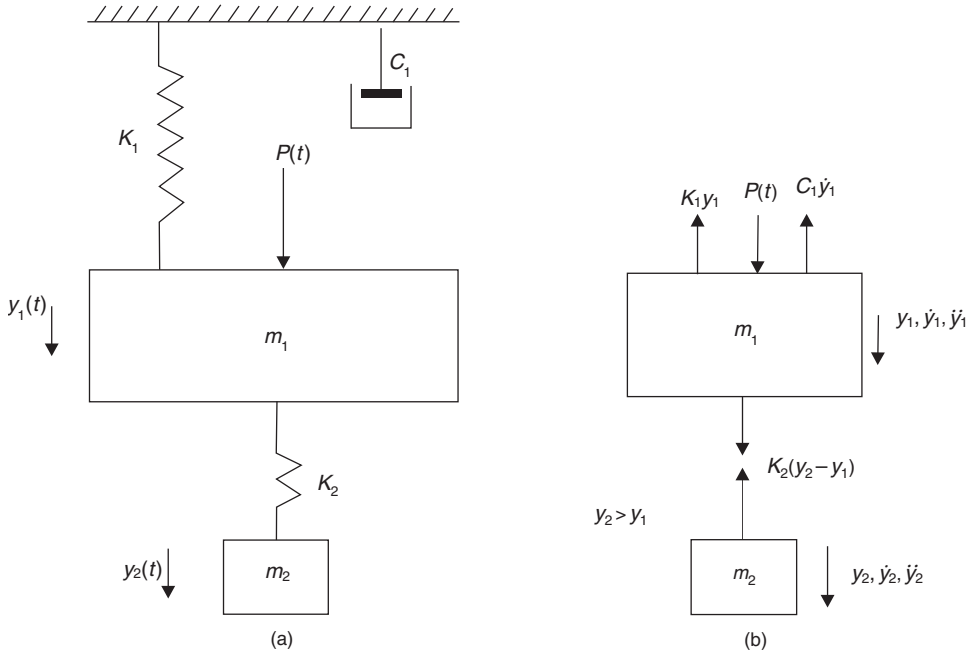 C₁
K₁
P(t)
y₁(t)
m₁
K₂
y₂(t)
m₂
(a)
K₁y₁
P(t)
C₁ẏ₁
m₁
y₁, ẏ₁, ÿ₁
K₂(y₂ – y₁)
y₂ > y₁
m₂
y₂, ẏ₂, ÿ₂
(b)